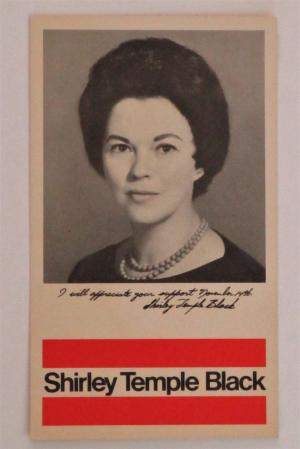 I will appreciate your support November 14th.
Shirley Temple Black
Shirley Temple Black